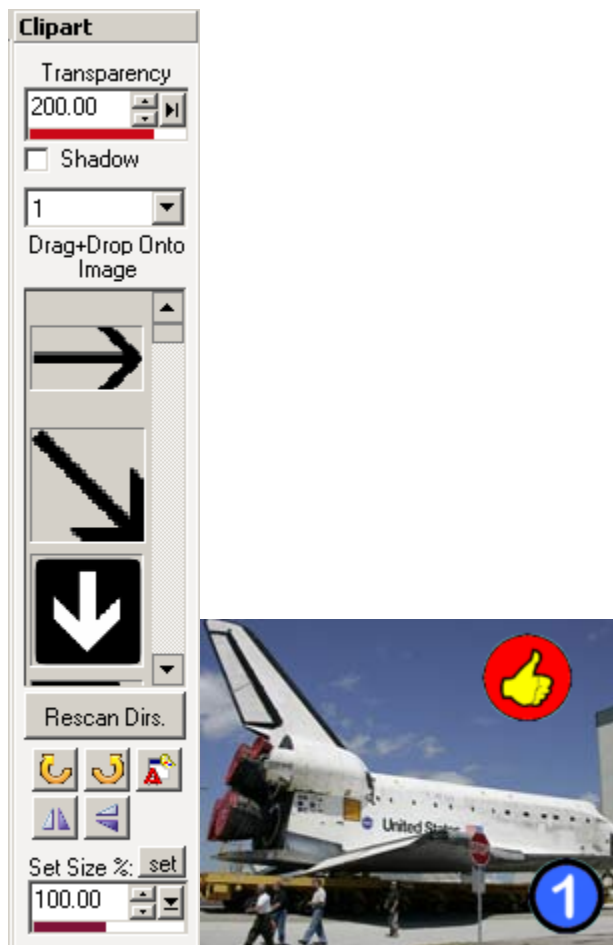 Clipart
Transparency
200.00
Shadow
1
Drag+Drop Onto
Image
Rescan Dirs.
Set Size %: set
100.00
United States
1